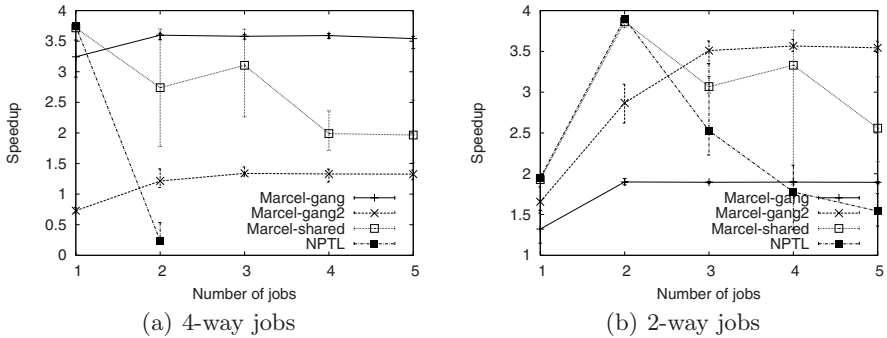 4
3.5
3
2.5
2
1.5
1
0.5
0
Speedup
1 2 3 4 5
Number of jobs
Marcel-gang
Marcel-gang2
Marcel-shared
NPTL
(a) 4-way jobs
4
3.5
3
2.5
2
1.5
1
Speedup
1 2 3 4 5
Number of jobs
Marcel-gang
Marcel-gang2
Marcel-shared
NPTL
(b) 2-way jobs